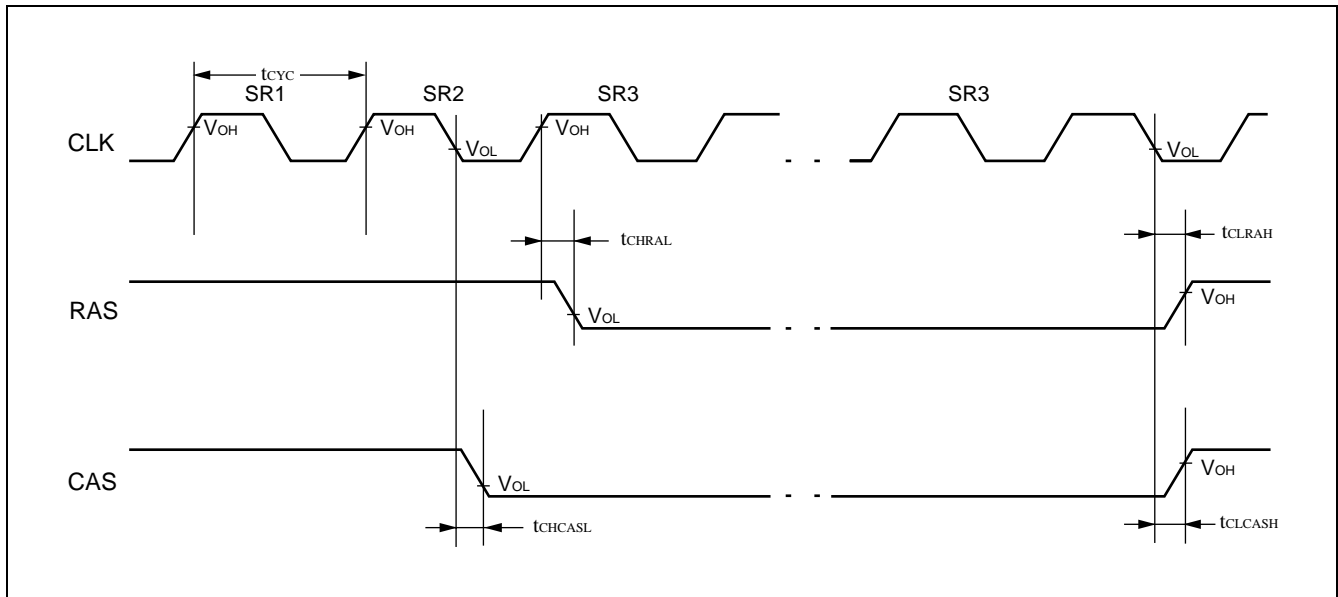 tCYC
SR1 SR2 SR3 SR3
CLK VOH VOH VOL VOH VOL
tCHRAL tCLRAH
RAS VOL VOH
CAS VOL VOH
tCHCASL tCLCASH